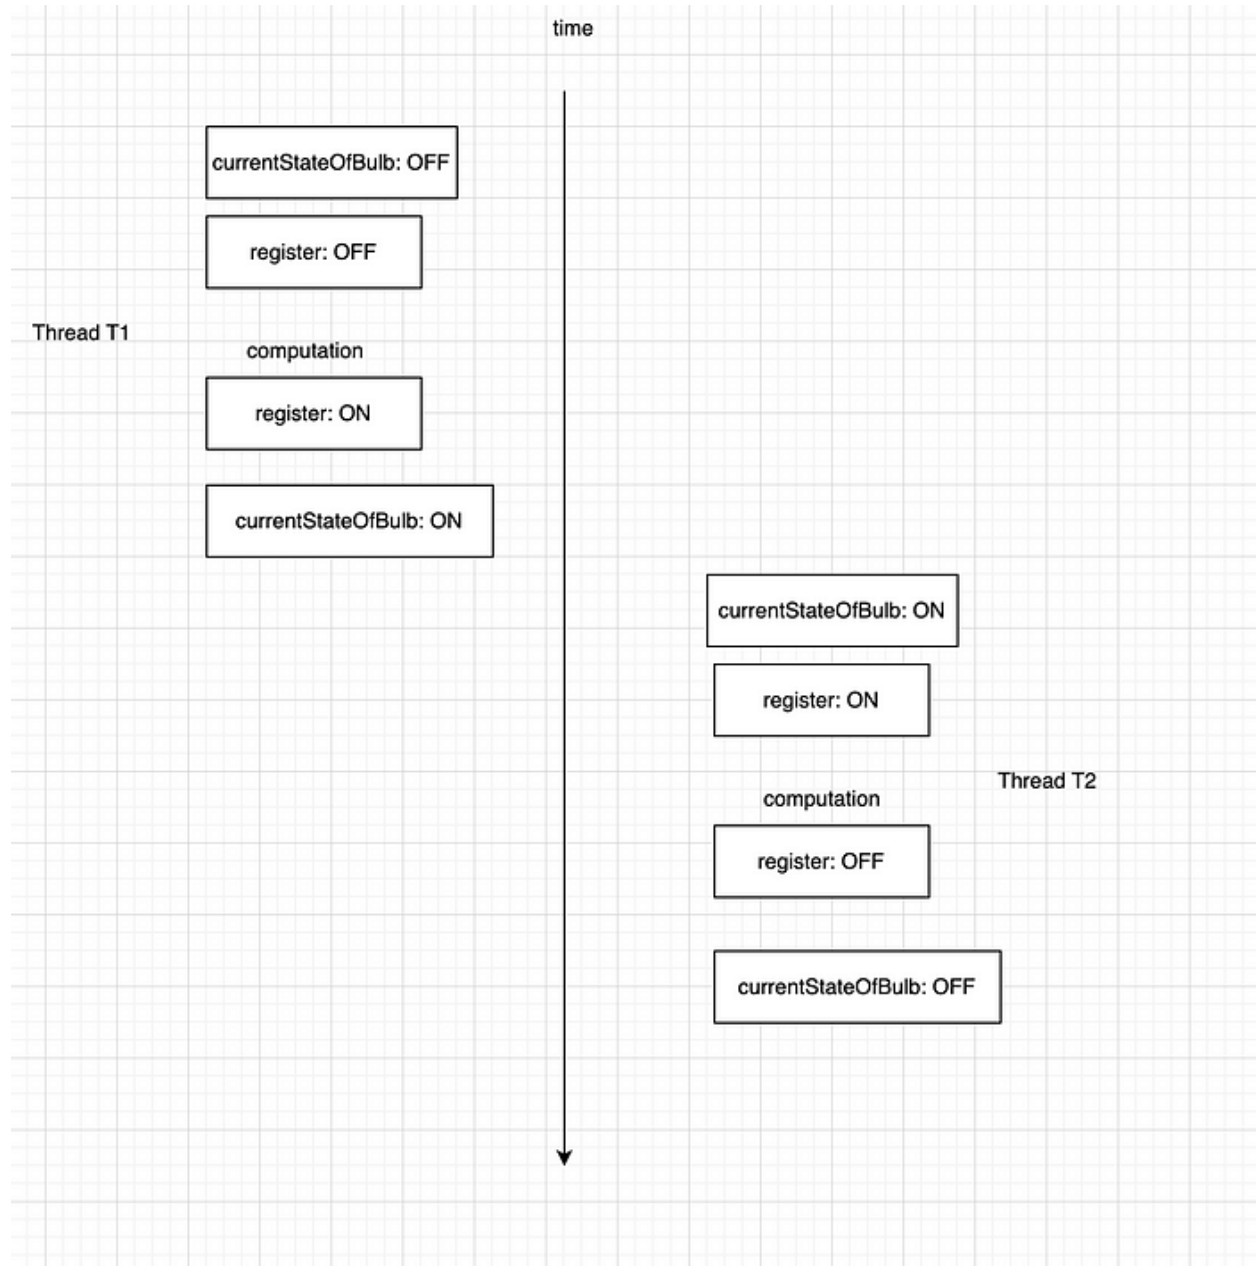 time
currentStateOfBulb: OFF
register: OFF
Thread T1
computation
register: ON
currentStateOfBulb: ON
currentStateOfBulb: ON
register: ON
Thread T2
computation
register: OFF
currentStateOfBulb: OFF